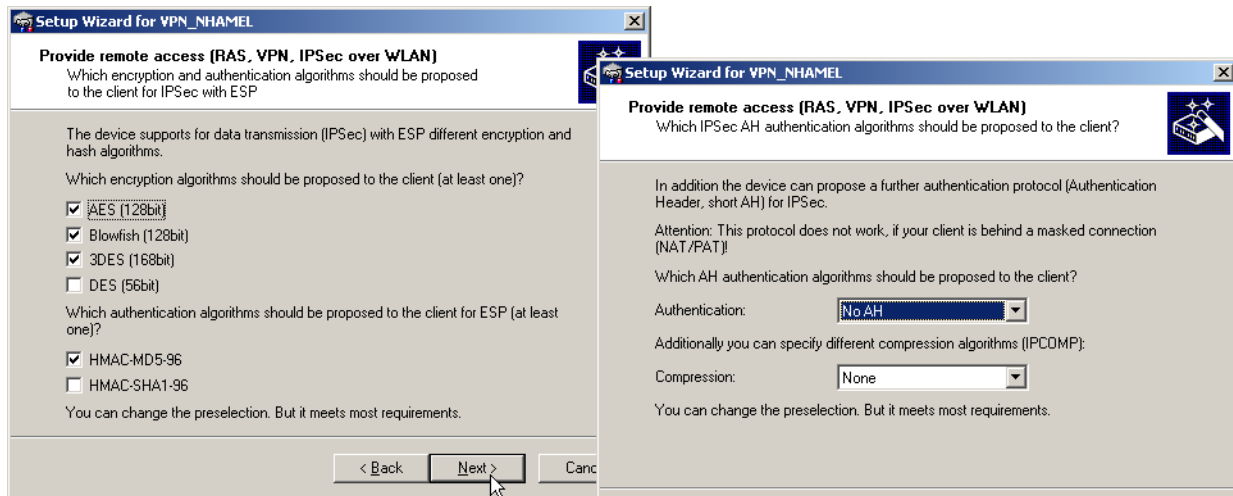 Setup Wizard for VPN_NHAMEL
Provide remote access (RAS, VPN, IPSec over WLAN)
Which encryption and authentication algorithms should be proposed
to the client for IPSec with ESP
The device supports for data transmission (IPSec) with ESP different encryption and
hash algorithms.
Which encryption algorithms should be proposed to the client (at least one)?
AES (128bit)
Blowfish (128bit)
3DES (168bit)
DES (56bit)
Which authentication algorithms should be proposed to the client for ESP (at least
one)?
HMAC-MD5-96
HMAC-SHA1-96
You can change the preselection. But it meets most requirements.
< Back
Next >
Canc
Setup Wizard for VPN_NHAMEL
Provide remote access (RAS, VPN, IPSec over WLAN)
Which IPSec AH authentication algorithms should be proposed to the client?
In addition the device can propose a further authentication protocol (Authentication
Header, short AH) for IPSec.
Attention: This protocol does not work, if your client is behind a masked connection
(NAT/PAT)!
Which AH authentication algorithms should be proposed to the client?
Authentication: No AH
Additionally you can specify different compression algorithms (IPCOMP):
Compression: None
You can change the preselection. But it meets most requirements.